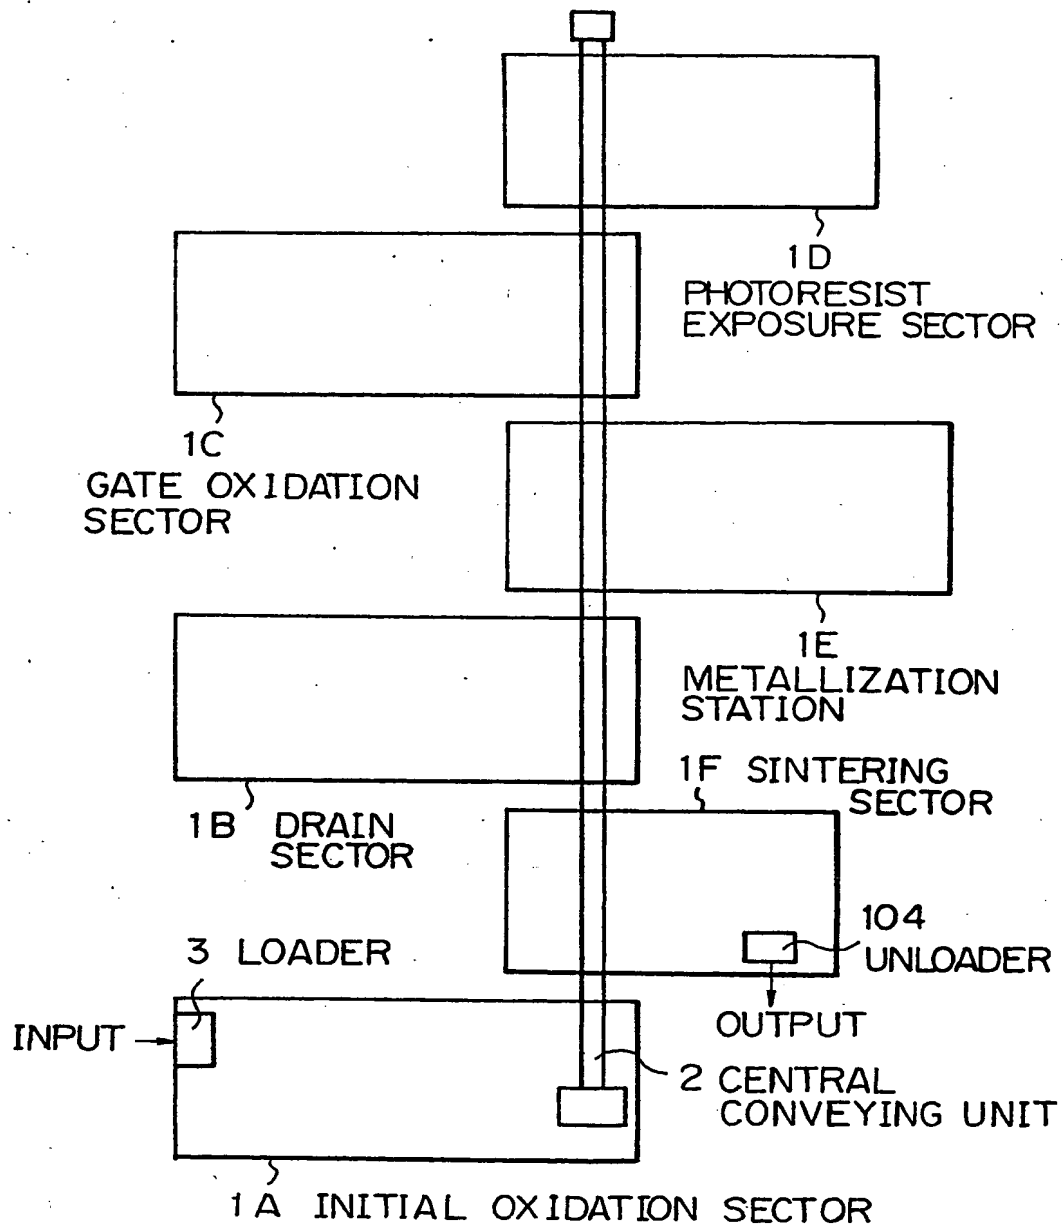 1D
PHOTORESIST
EXPOSURE SECTOR
1C
GATE OXIDATION
SECTOR
1E
METALLIZATION
STATION
1F SINTERING
SECTOR
1B DRAIN
SECTOR
104
UNLOADER
3 LOADER
INPUT
OUTPUT
2 CENTRAL
CONVEYING UNIT
1A INITIAL OXIDATION SECTOR